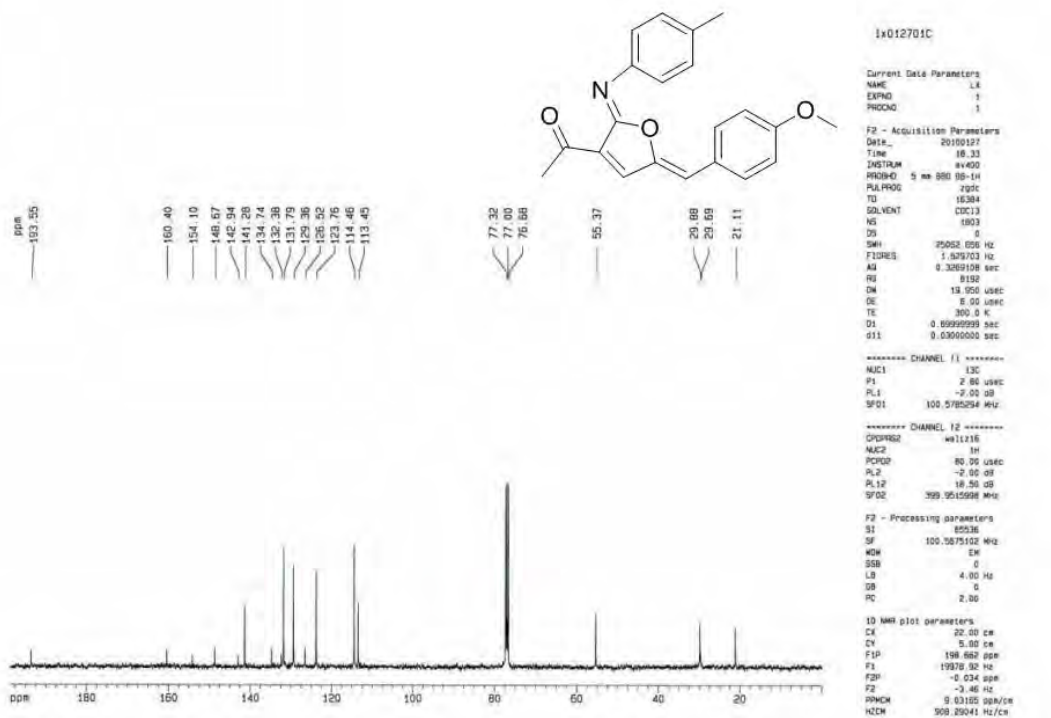 1x012701C
Current Data Parameters
NAME LX
EXPNO 1
PROCNO 1
F2 - Acquisition Parameters
Date_ 20100127
Time 18.33
INSTRUM av400
PROBHD 5 mm BBO BB-1H
PULPROG zgdc
TD 16384
SOLVENT CDCl3
NS 1803
DS 0
SWH 25062.656 Hz
FIDRES 1.529703 Hz
AQ 0.3269108 sec
RG 8192
DW 19.950 usec
DE 6.00 usec
TE 300.0 K
D1 0.69999999 sec
d11 0.03000000 sec
======== CHANNEL f1 ========
NUC1 13C
P1 2.80 usec
PL1 -2.00 dB
SFO1 100.5785294 MHz
======== CHANNEL f2 ========
CPDPRG2 waltz16
NUC2 1H
PCPD2 80.00 usec
PL2 -2.00 dB
PL12 18.50 dB
SFO2 399.9515998 MHz
F2 - Processing parameters
SI 65536
SF 100.5675102 MHz
WDW EM
SSB 0
LB 4.00 Hz
GB 0
PC 2.00
1D NMR plot parameters
CX 22.00 cm
CY 5.00 cm
F1P 198.662 ppm
F1 19978.92 Hz
F2P -0.034 ppm
F2 -3.46 Hz
PPMCM 9.03165 ppm/cm
HZCM 908.29041 Hz/cm
N
O
O
O
ppm
193.55
160.40
154.10
148.67
142.94
141.28
134.74
132.38
131.79
129.36
126.52
123.76
114.46
113.45
77.32
77.00
76.68
55.37
29.88
29.69
21.11
ppm 180 160 140 120 100 80 60 40 20